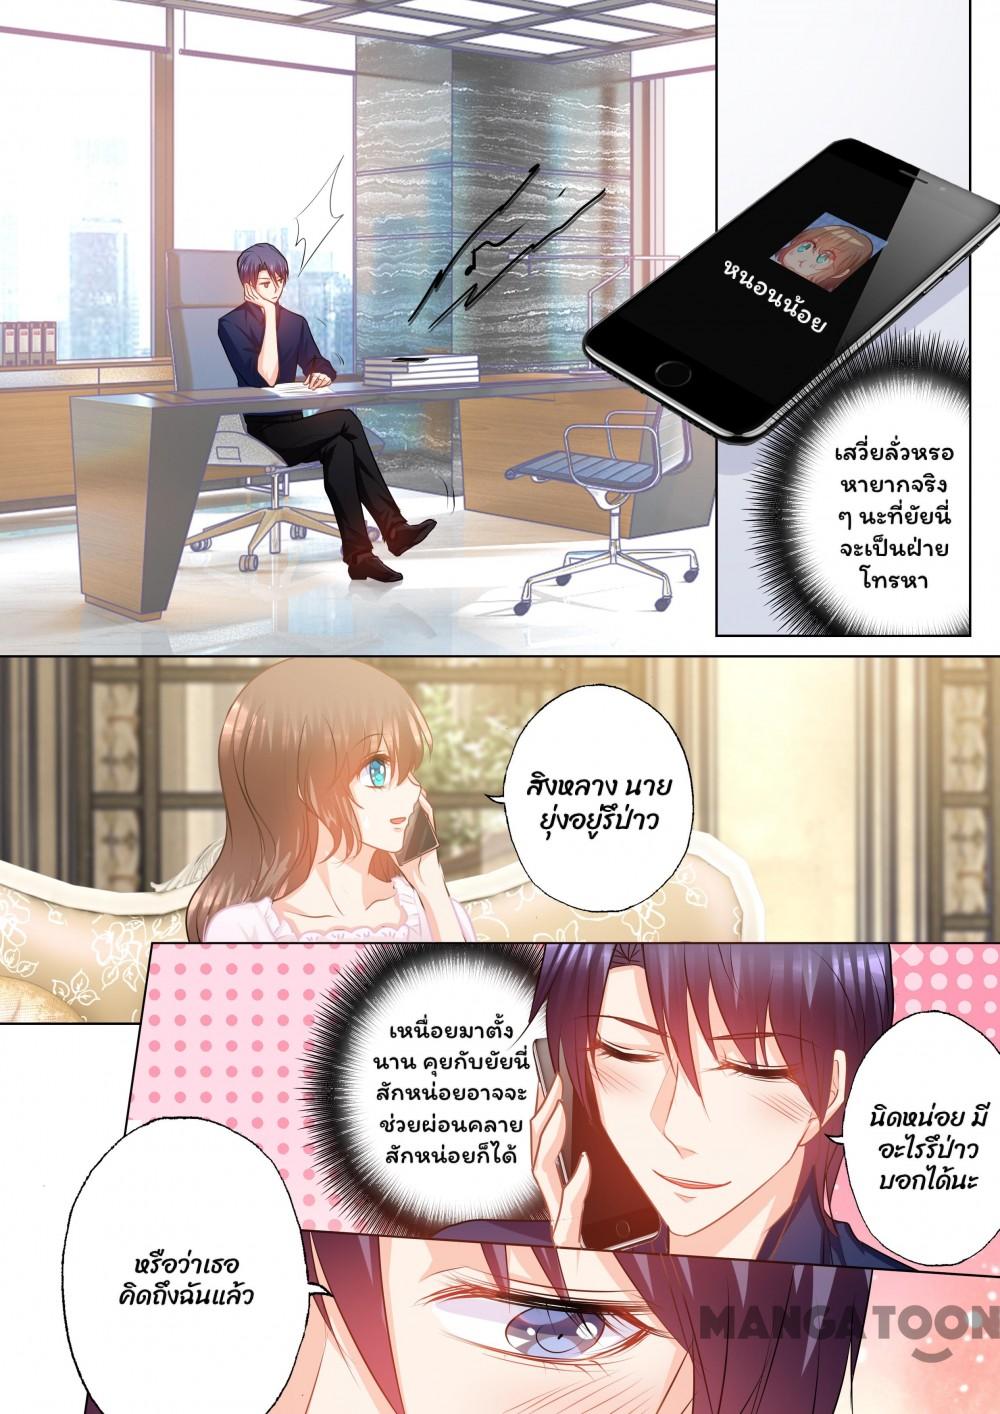 หนอนน้อย
เสวี่ยลั่วหรอ
หายากจริง
ๆ นะที่ยัยนี่
จะเป็นฝ่าย
โทรหา
สิงหลาง นาย
ยุ่งอยู่รึป่าว
เหนื่อยมาตั้ง
นาน คุยกับยัยนี่
สักหน่อยอาจจะ
ช่วยผ่อนคลาย
สักหน่อยก็ได้
นิดหน่อย มี
อะไรรึป่าว
บอกได้นะ
หรือว่าเธอ
คิดถึงฉันแล้ว
MANGATOON